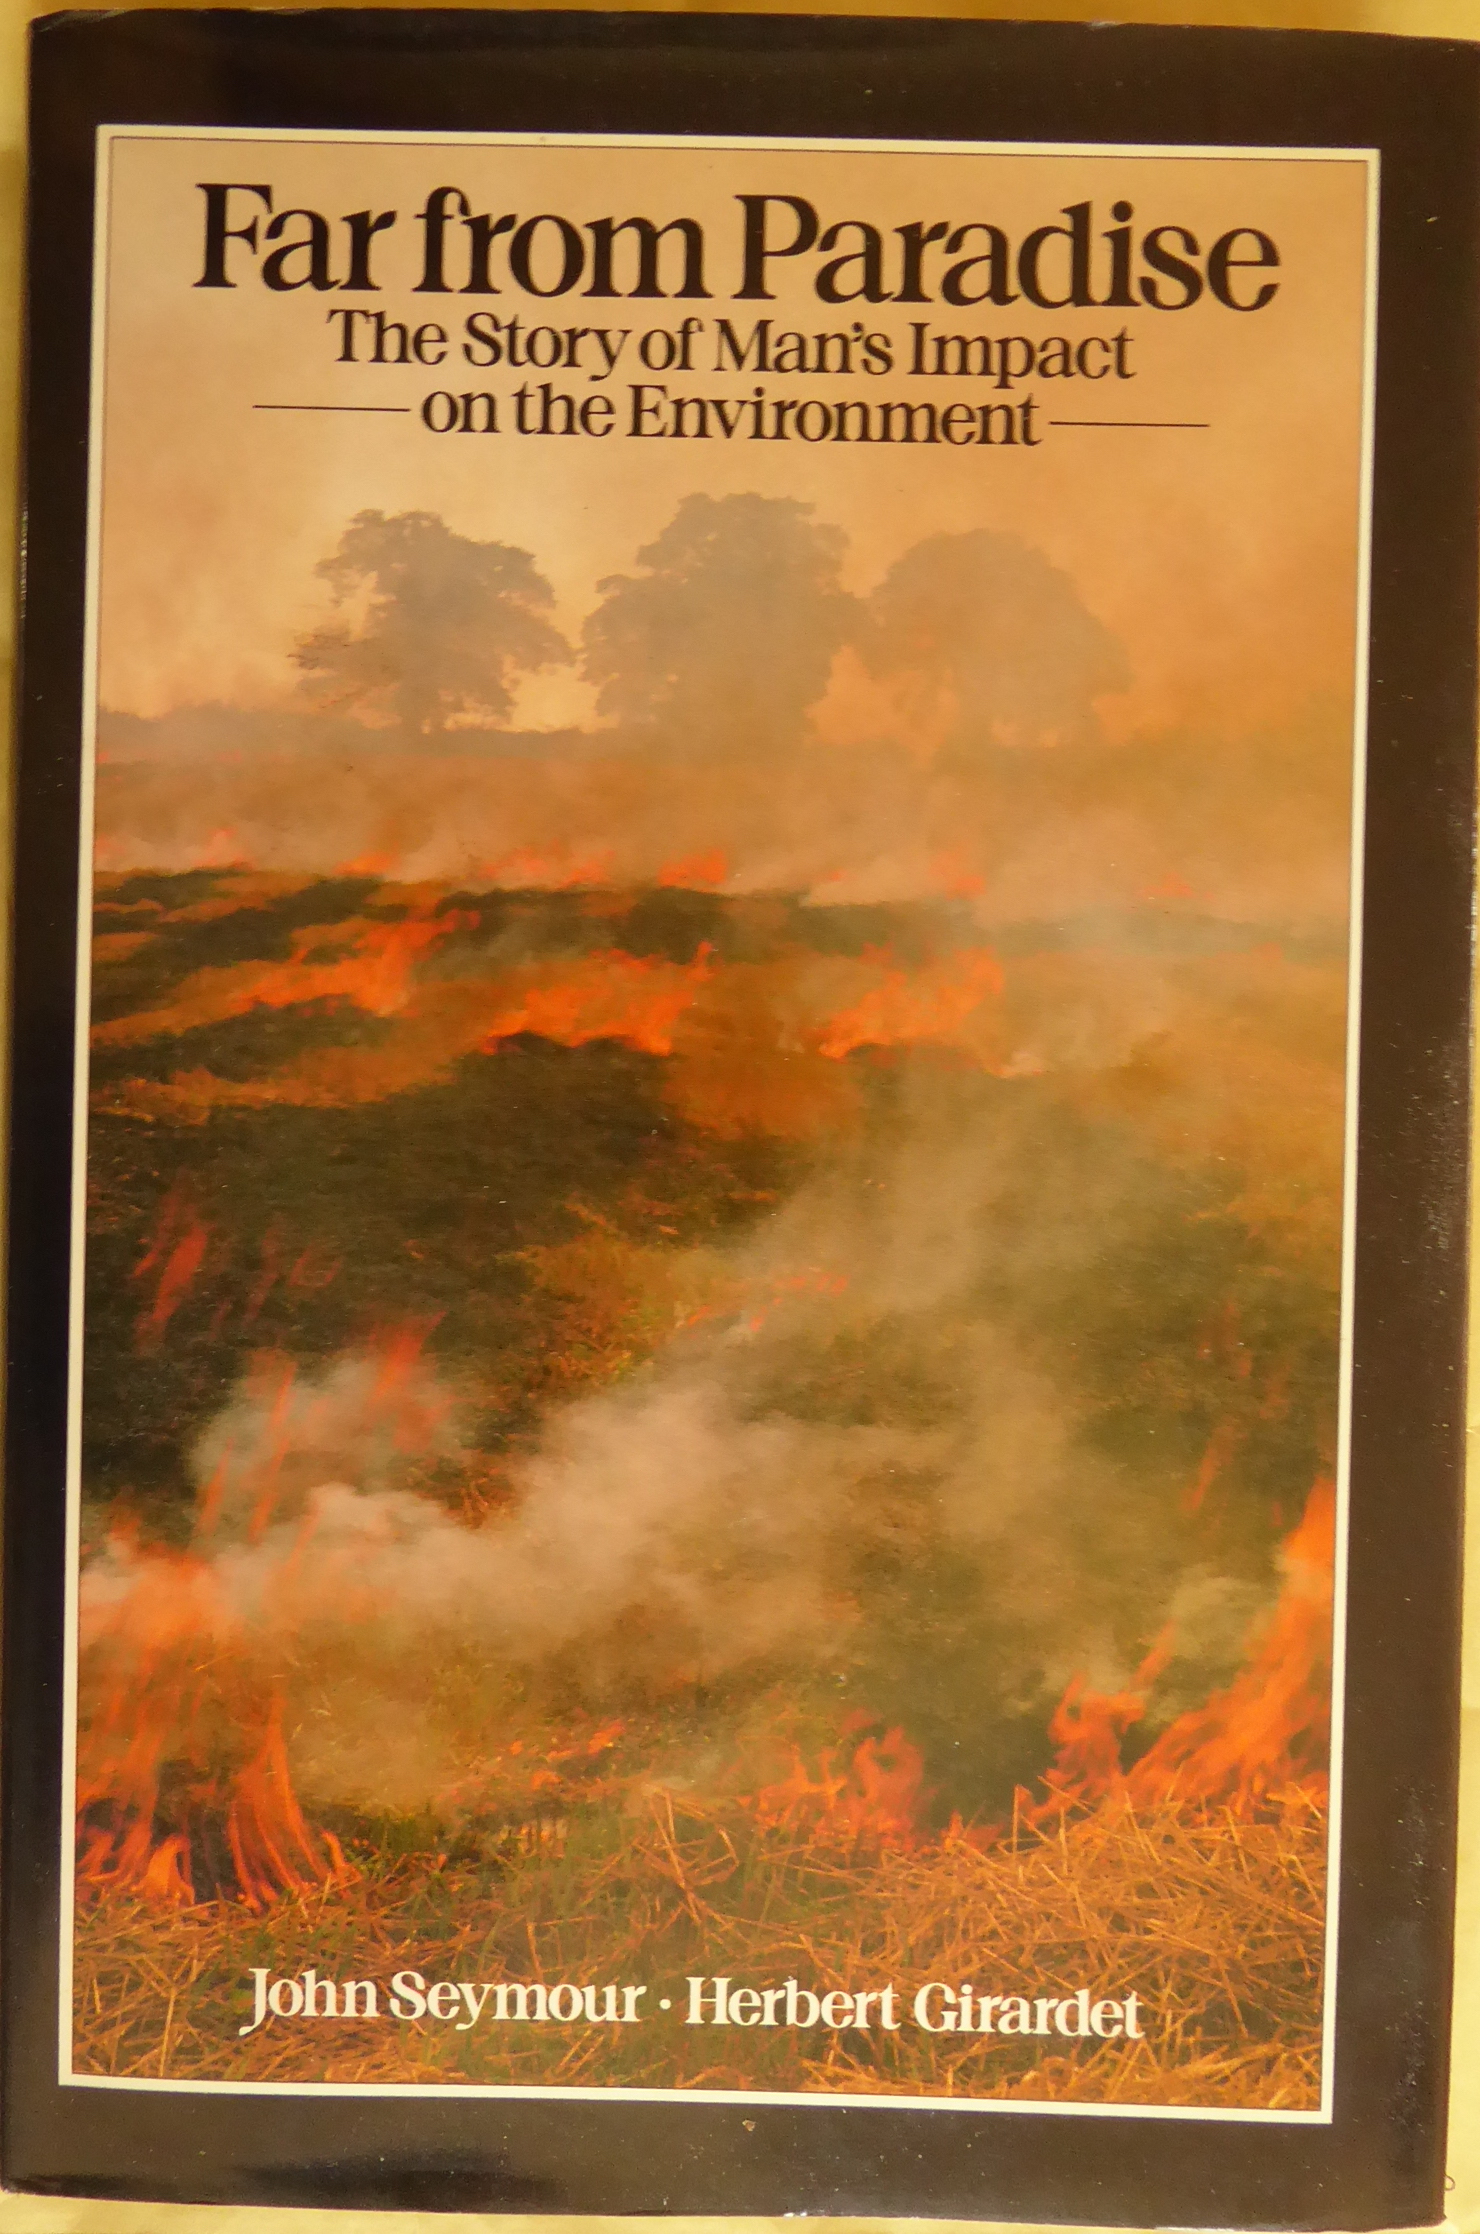 Far from Paradise
The Story of Man's Impact
on the Environment
John Seymour · Herbert Girardet